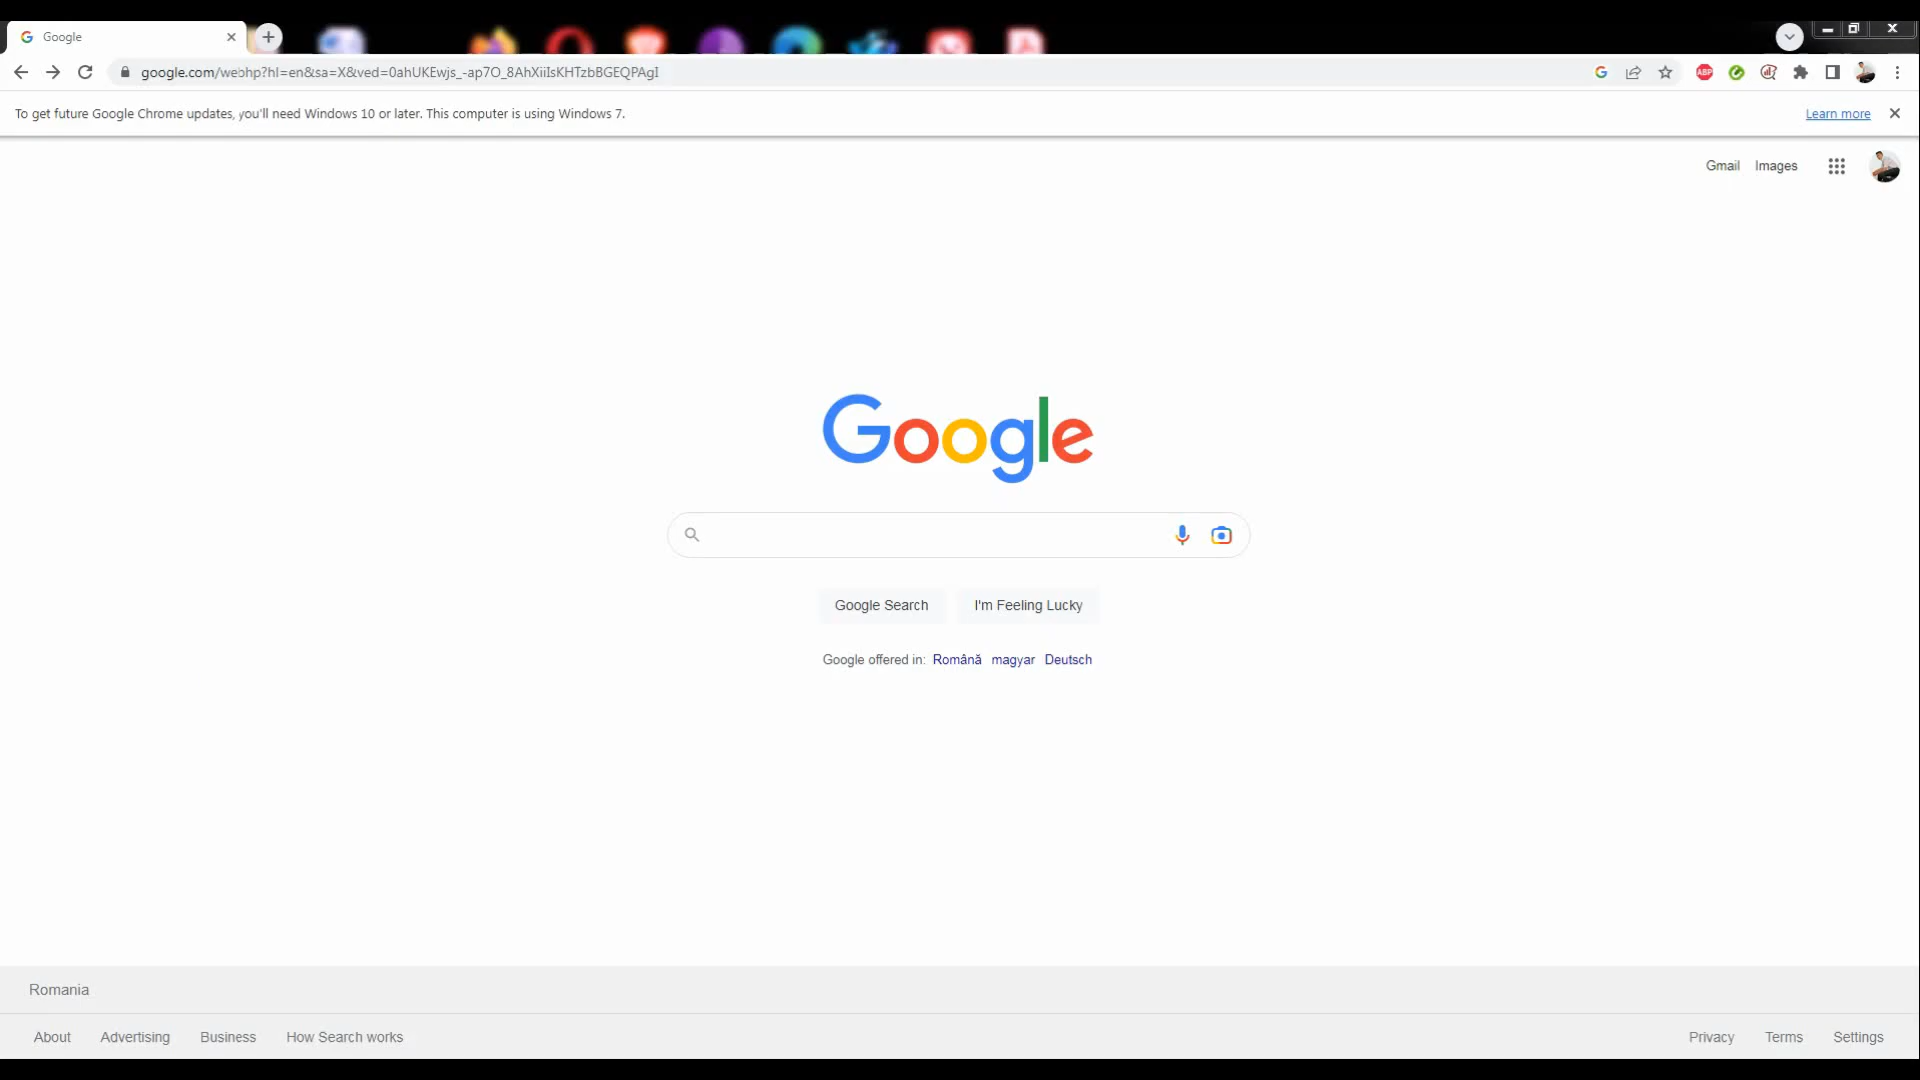 Google
google.com/webhp?hl=en&sa=X&ved=0ahUKEwjs_-ap7O_8AhXiiIsKHTzbBGEQPAgI
ABP
To get future Google Chrome updates, you'll need Windows 10 or later. This computer is using Windows 7.
Learn more
Gmail Images
Google
Google Search I'm Feeling Lucky
Google offered in: Română magyar Deutsch
Romania
About Advertising Business How Search works
Privacy Terms Settings